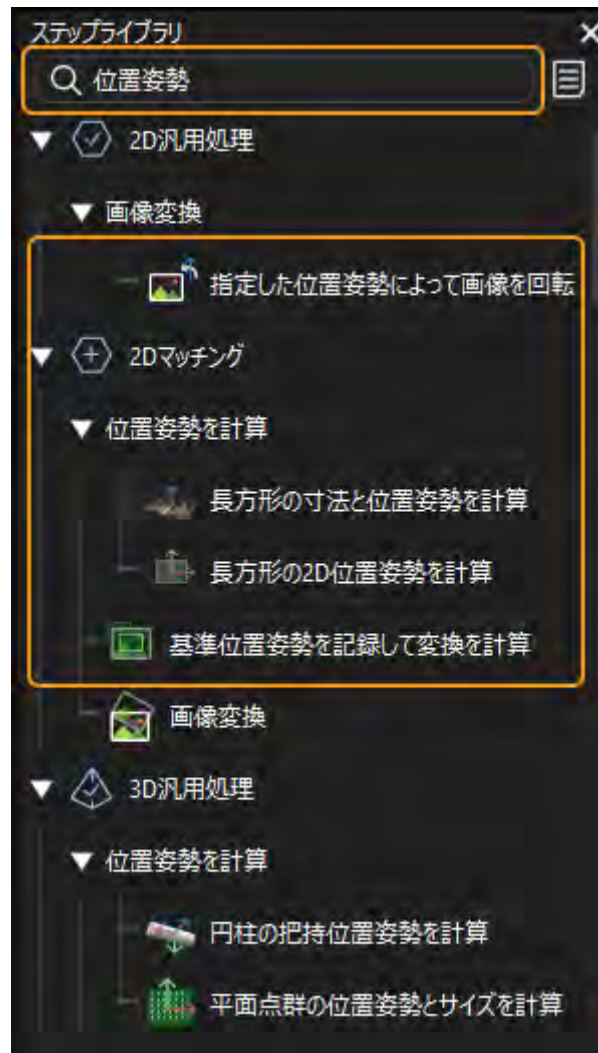 ステップライブラリ
位置姿勢
2D汎用処理
画像変換
指定した位置姿勢によって画像を回転
2Dマッチング
位置姿勢を計算
長方形の寸法と位置姿勢を計算
長方形の2D位置姿勢を計算
基準位置姿勢を記録して変換を計算
画像変換
3D汎用処理
位置姿勢を計算
円柱の把持位置姿勢を計算
平面点群の位置姿勢とサイズを計算